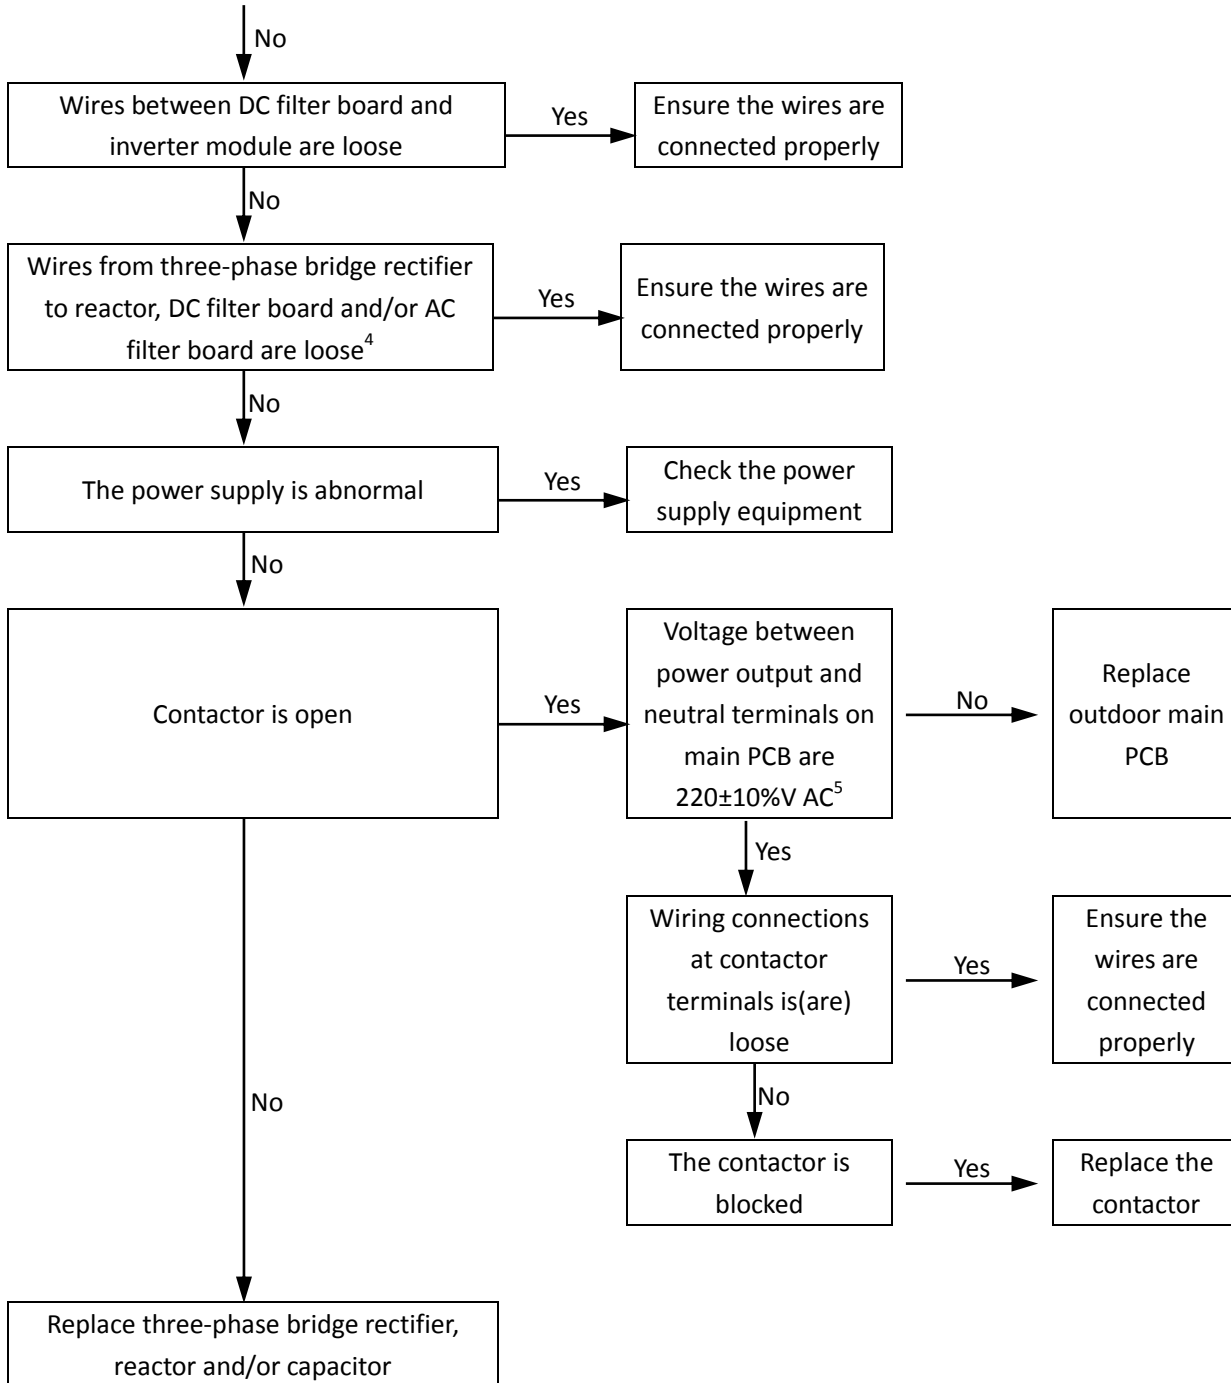 No
Wires between DC filter board and
inverter module are loose
Yes
Ensure the wires are
connected properly
No
Wires from three-phase bridge rectifier
to reactor, DC filter board and/or AC
filter board are loose4
Yes
Ensure the wires are
connected properly
No
The power supply is abnormal
Yes
Check the power
supply equipment
No
Contactor is open
Yes
Voltage between
power output and
neutral terminals on
main PCB are
220±10%V AC5
No
Replace
outdoor main
PCB
Yes
Wiring connections
at contactor
terminals is(are)
loose
Yes
Ensure the
wires are
connected
properly
No
No
The contactor is
blocked
Yes
Replace the
contactor
Replace three-phase bridge rectifier,
reactor and/or capacitor